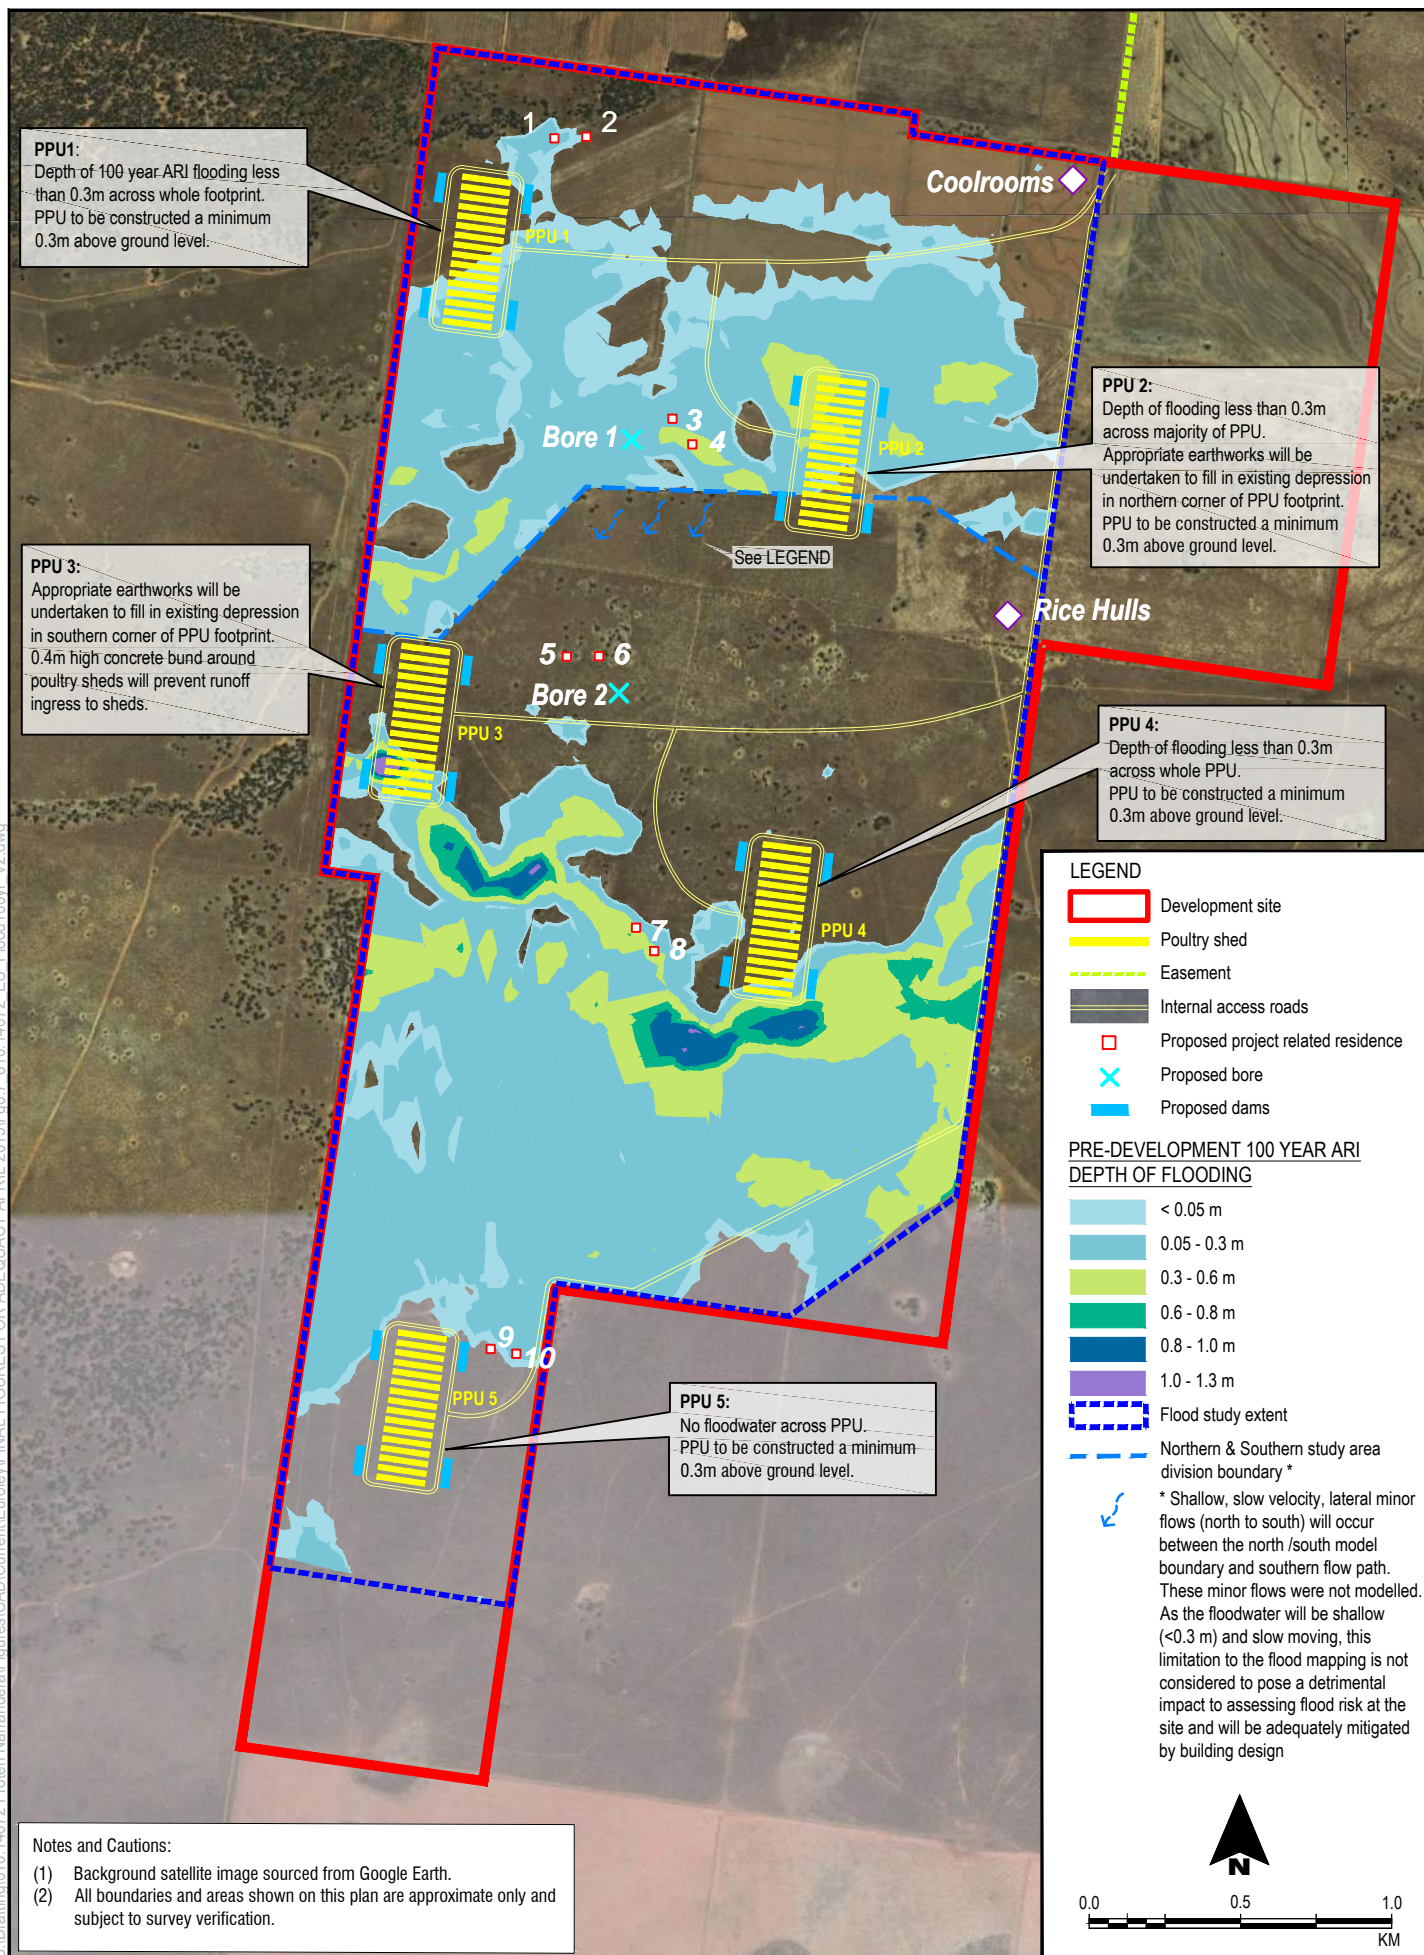 1
2
Coolrooms
PPU1:
Depth of 100 year ARI flooding less
than 0.3m across whole footprint.
PPU to be constructed a minimum
0.3m above ground level.
PPU 1
PPU 2:
Depth of flooding less than 0.3m
across majority of PPU.
Appropriate earthworks will be
undertaken to fill in existing depression
in northern corner of PPU footprint.
PPU to be constructed a minimum
0.3m above ground level.
Bore 1
3
4
PPU 2
See LEGEND
PPU 3:
Appropriate earthworks will be
undertaken to fill in existing depression
in southern corner of PPU footprint.
0.4m high concrete bund around
poultry sheds will prevent runoff
ingress to sheds.
Rice Hulls
5
6
Bore 2
PPU 3
PPU 4:
Depth of flooding less than 0.3m
across whole PPU.
PPU to be constructed a minimum
0.3m above ground level.
7
8
PPU 4
9
10
PPU 5
PPU 5:
No floodwater across PPU.
PPU to be constructed a minimum
0.3m above ground level.
LEGEND
Development site
Poultry shed
Easement
Internal access roads
Proposed project related residence
Proposed bore
Proposed dams
PRE-DEVELOPMENT 100 YEAR ARI
DEPTH OF FLOODING
< 0.05 m
0.05 - 0.3 m
0.3 - 0.6 m
0.6 - 0.8 m
0.8 - 1.0 m
1.0 - 1.3 m
Flood study extent
Northern & Southern study area
division boundary *
* Shallow, slow velocity, lateral minor
flows (north to south) will occur
between the north /south model
boundary and southern flow path.
These minor flows were not modelled.
As the floodwater will be shallow
(<0.3 m) and slow moving, this
limitation to the flood mapping is not
considered to pose a detrimental
impact to assessing flood risk at the
site and will be adequately mitigated
by building design
N
0.0 0.5 1.0
KM
Notes and Cautions:
(1) Background satellite image sourced from Google Earth.
(2) All boundaries and areas shown on this plan are approximate only and
subject to survey verification.